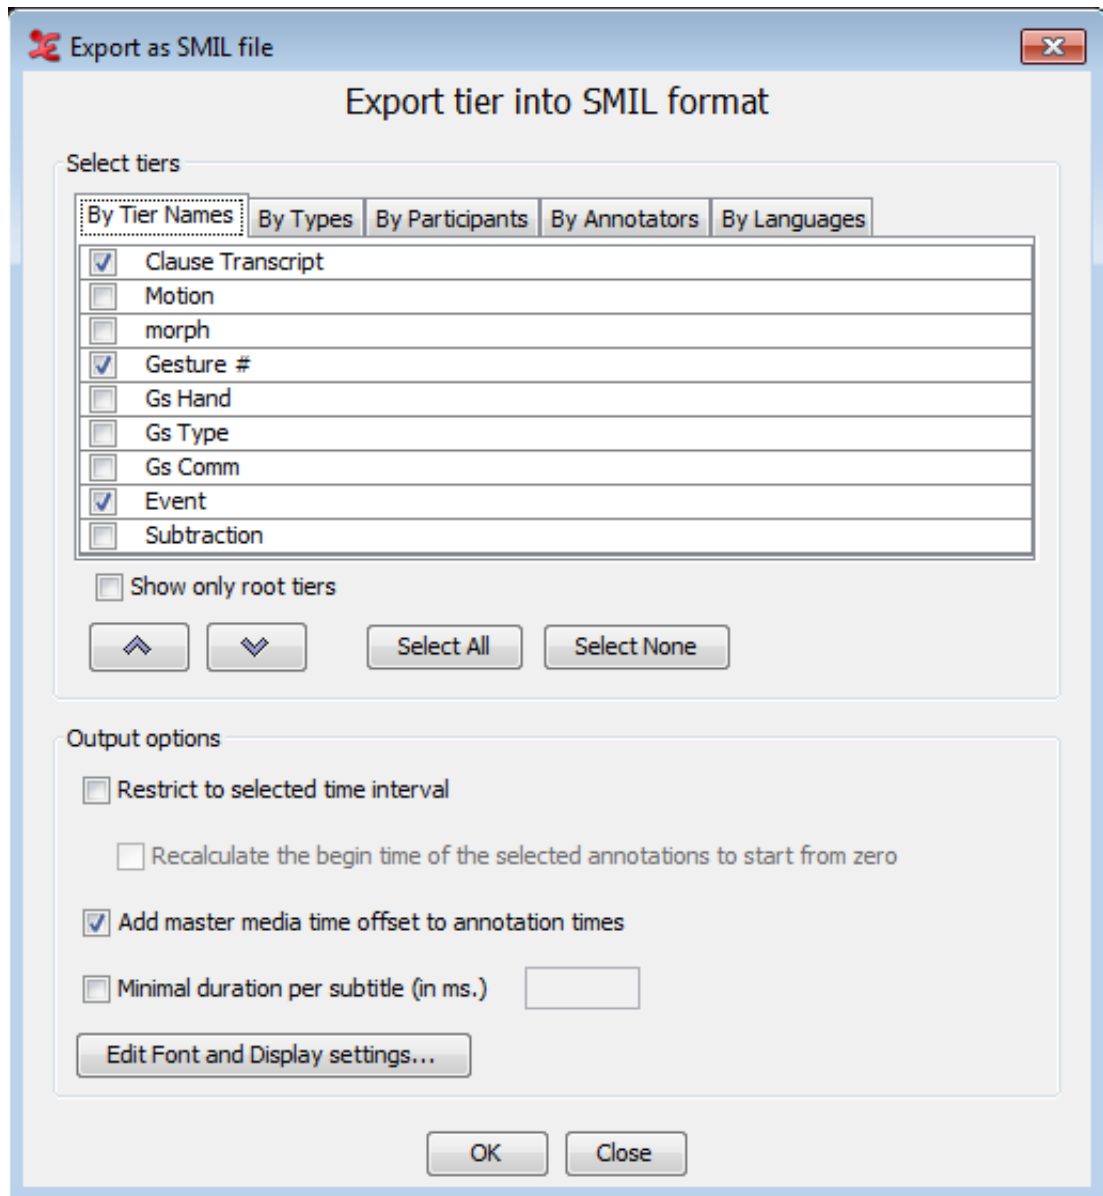 Export as SMIL file
Export tier into SMIL format
Select tiers
By Tier Names By Types By Participants By Annotators By Languages
Clause Transcript
Motion
morph
Gesture #
Gs Hand
Gs Type
Gs Comm
Event
Subtraction
Show only root tiers
Select All Select None
Output options
Restrict to selected time interval
Recalculate the begin time of the selected annotations to start from zero
Add master media time offset to annotation times
Minimal duration per subtitle (in ms.)
Edit Font and Display settings...
OK Close